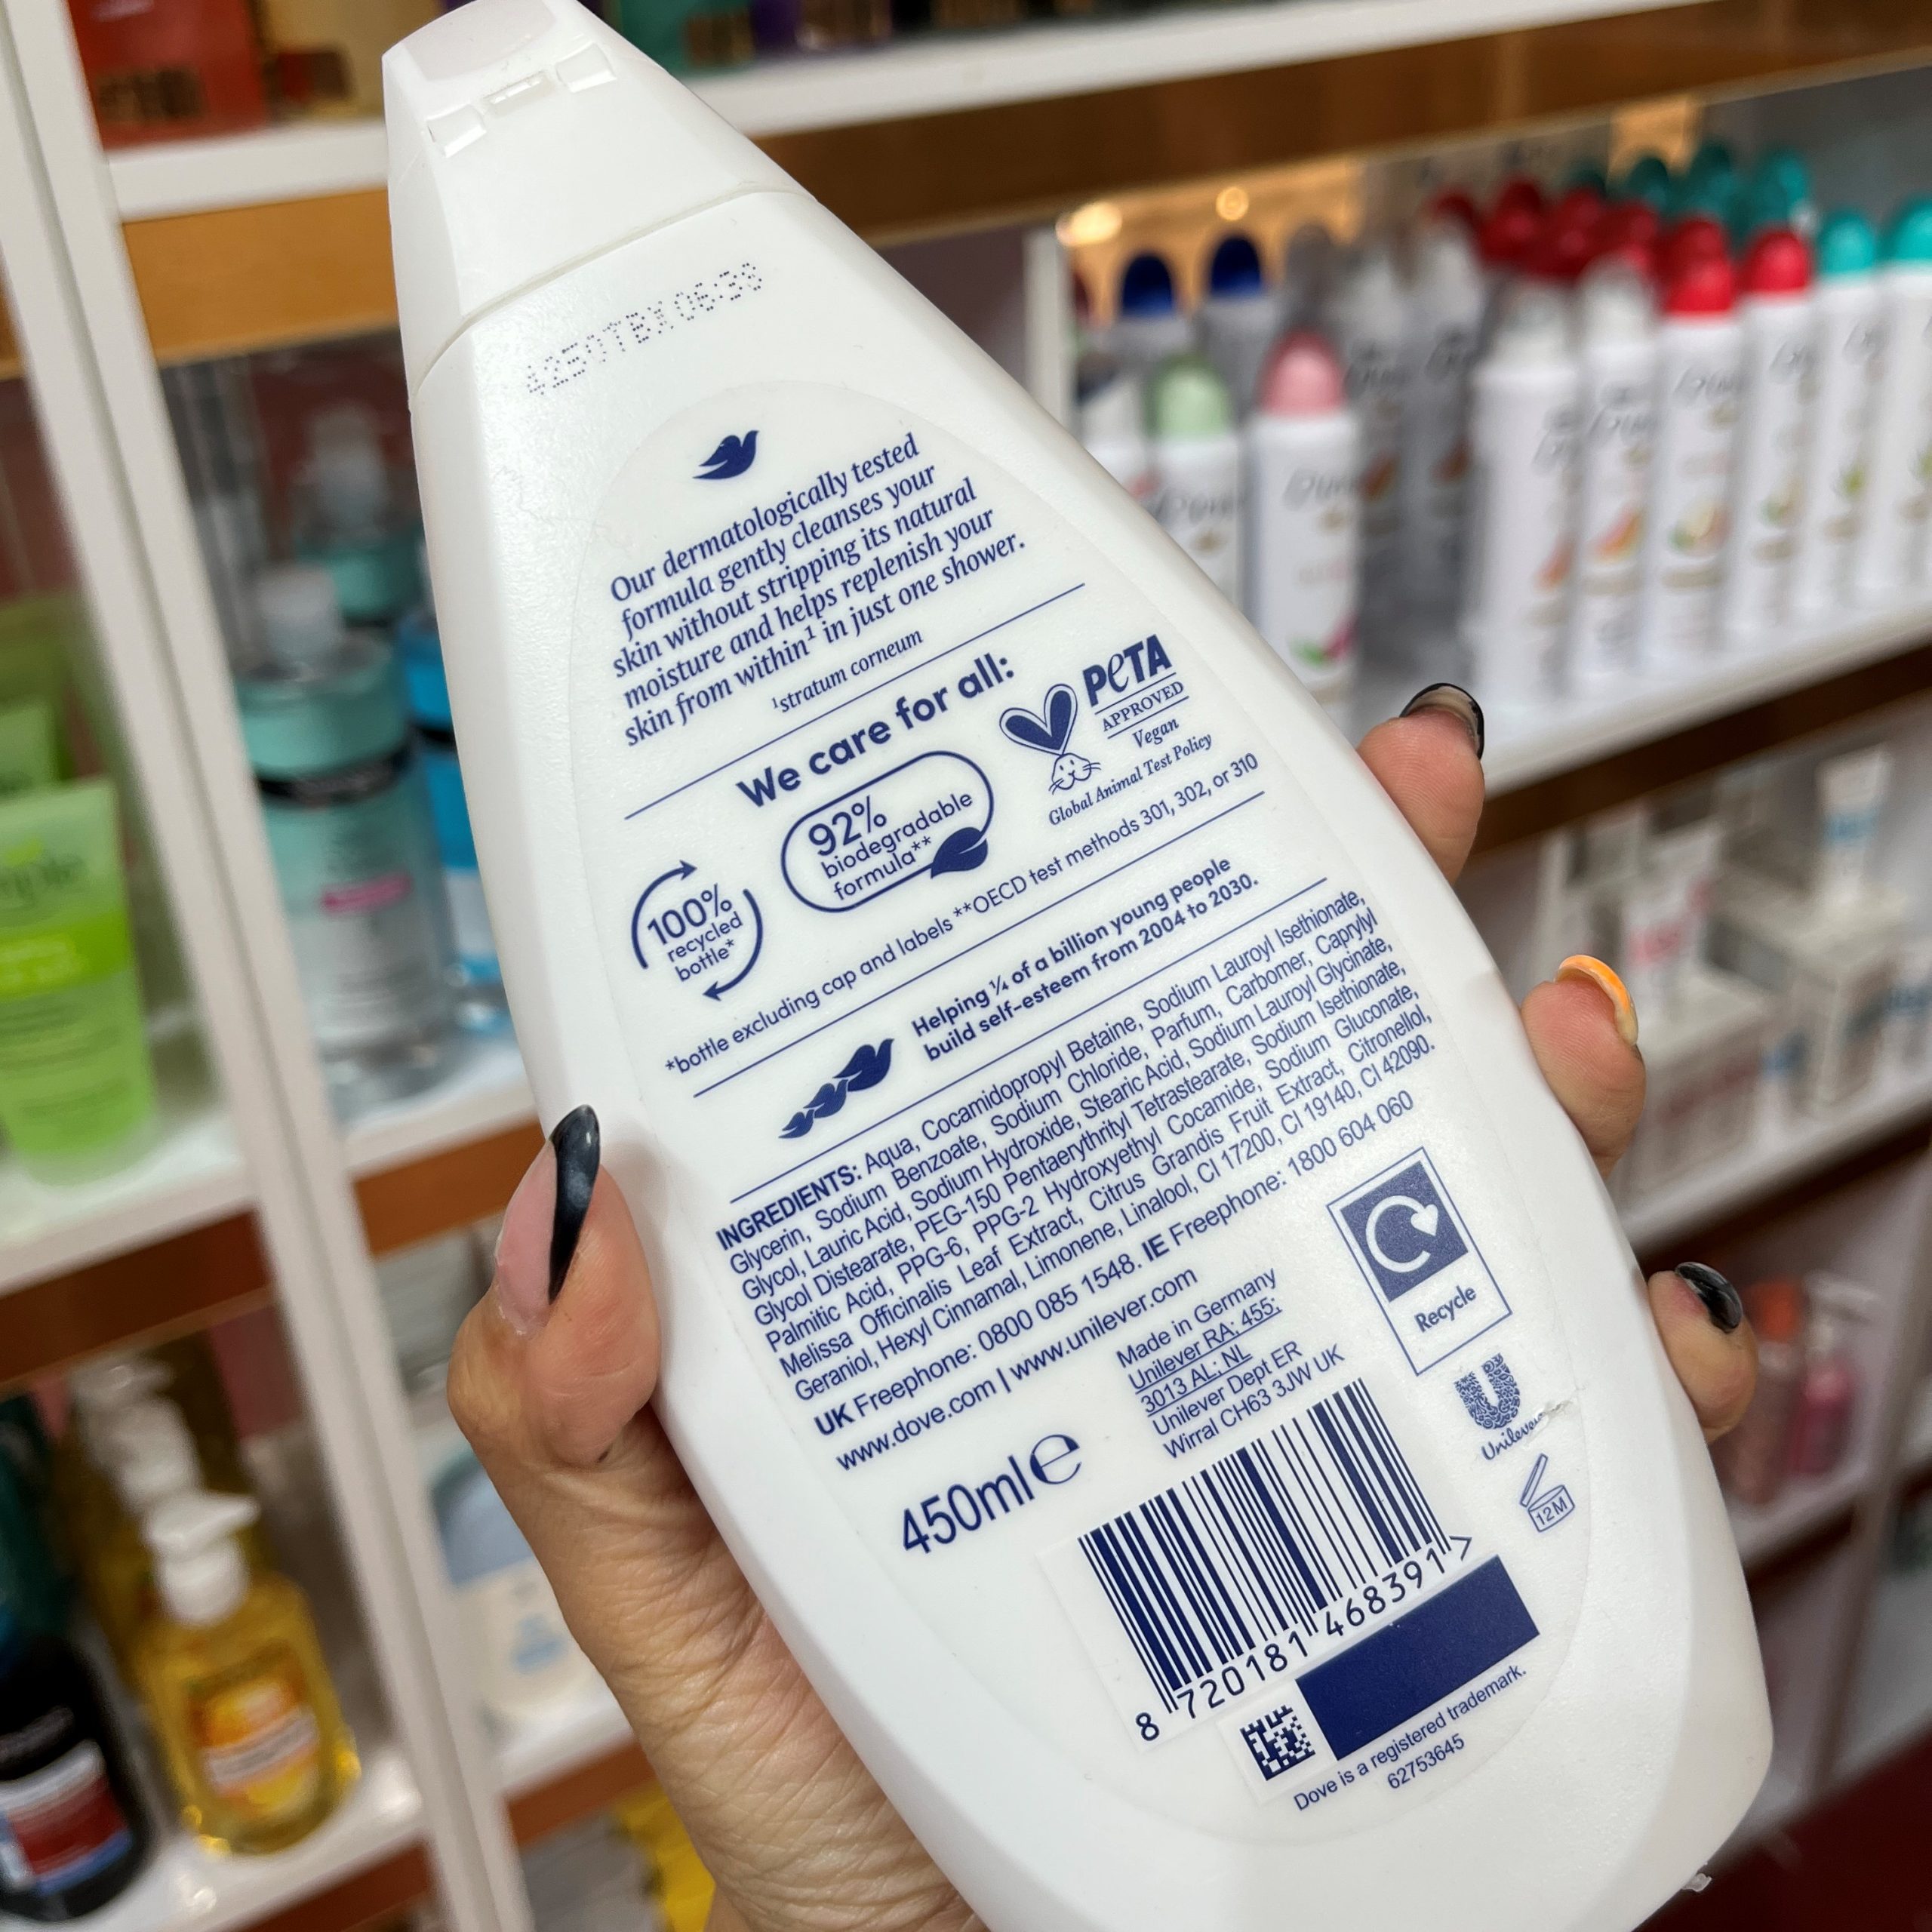 4250TBX 06:38
Our dermatologically tested
formula gently cleanses your
skin without stripping its natural
moisture and helps replenish your
skin from within¹ in just one shower.
¹stratum corneum
We care for all:
100%
recycled
bottle*
92%
biodegradable
formula**
PETA
APPROVED
Vegan
Global Animal Test Policy
*bottle excluding cap and labels **OECD test methods 301, 302, or 310
Helping ¼ of a billion young people
build self-esteem from 2004 to 2030.
INGREDIENTS: Aqua, Cocamidopropyl Betaine, Sodium Lauroyl Isethionate,
Glycerin, Sodium Benzoate, Sodium Chloride, Parfum, Carbomer, Caprylyl
Glycol, Lauric Acid, Sodium Hydroxide, Stearic Acid, Sodium Lauroyl Glycinate,
Glycol Distearate, PEG-150 Pentaerythrityl Tetrastearate, Sodium Isethionate,
Palmitic Acid, PPG-6, PPG-2 Hydroxyethyl Cocamide, Sodium Gluconate,
Melissa Officinalis Leaf Extract, Citrus Grandis Fruit Extract, Citronellol,
Geraniol, Hexyl Cinnamal, Limonene, Linalool, CI 17200, CI 19140, CI 42090.
UK Freephone: 0800 085 1548. IE Freephone: 1800 604 060
www.dove.com | www.unilever.com
Made in Germany
Unilever RA; 455;
3013 AL; NL
Unilever Dept ER
Wirral CH63 3JW UK
Recycle
450ml e
Unilever
12M
8 720181 468391 >
Dove is a registered trademark.
62753645